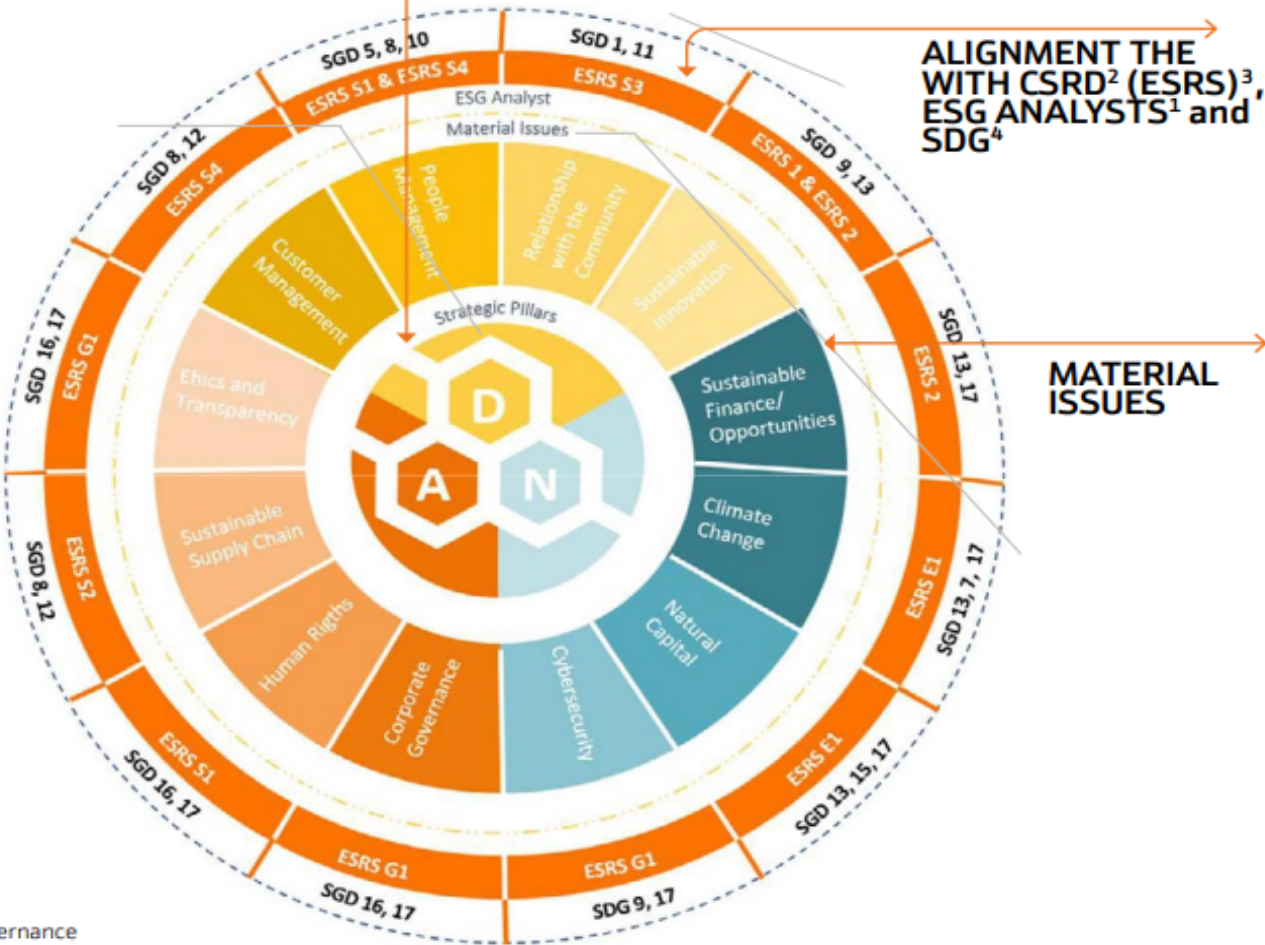 ALIGNMENT THE
WITH CSRD² (ESRS)³,
ESG ANALYSTS¹ and
SDG⁴
MATERIAL
ISSUES
SGD 5, 8, 10
SGD 1, 11
SGD 9, 13
SGD 13, 17
SGD 13, 7, 17
SGD 13, 15, 17
SDG 9, 17
SGD 16, 17
SGD 16, 17
SGD 8, 12
SGD 16, 17
SGD 8, 12
ESRS S1 & ESRS S4
ESRS S3
ESRS 1 & ESRS 2
ESRS 2
ESRS E1
ESRS E1
ESRS G1
ESRS G1
ESRS S1
ESRS S2
ESRS G1
ESRS S4
ESG Analyst
Material Issues
People
Management
Relationship
with the
Community
Sustainable
Innovation
Sustainable
Finance/
Opportunities
Climate
Change
Natural
Capital
Cybersecurity
Corporate
Governance
Human Rigths
Sustainable
Supply Chain
Ehics and
Transparency
Customer
Management
Strategic Pillars
D
A
N
ernance